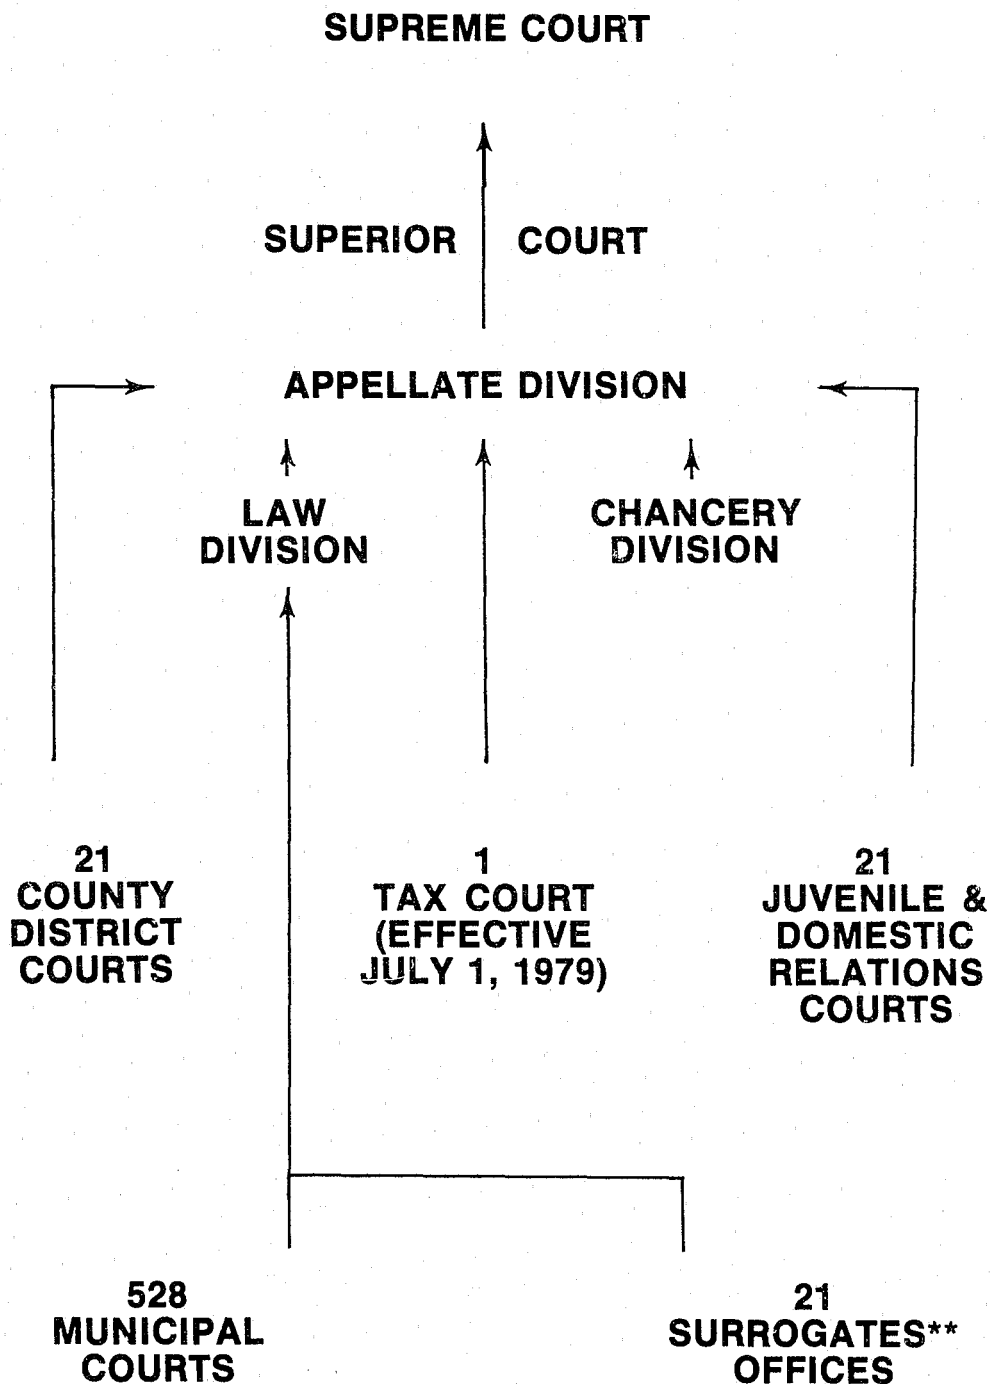 SUPREME COURT
SUPERIOR COURT
APPELLATE DIVISION
LAW
DIVISION
CHANCERY
DIVISION
21
COUNTY
DISTRICT
COURTS
1
TAX COURT
(EFFECTIVE
JULY 1, 1979)
21
JUVENILE &
DOMESTIC
RELATIONS
COURTS
528
MUNICIPAL
COURTS
21
SURROGATES**
OFFICES